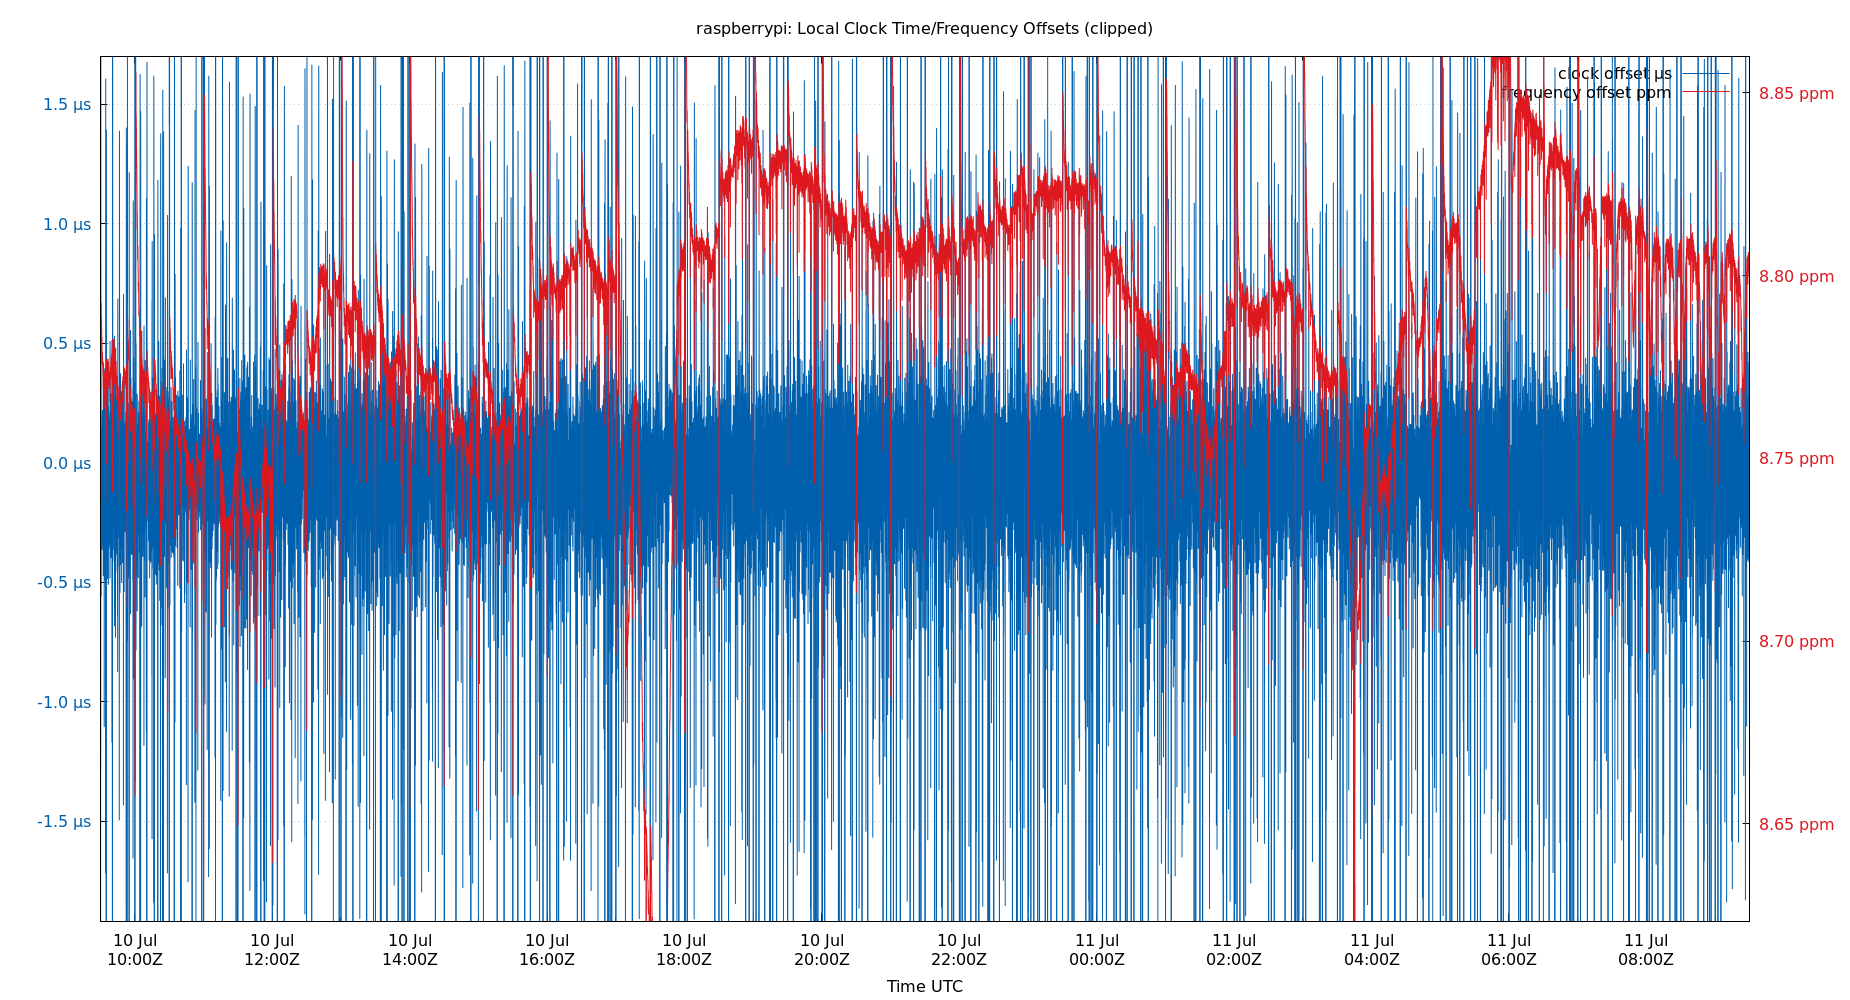 raspberrypi: Local Clock Time/Frequency Offsets (clipped)
clock offset µs
frequency offset ppm
1.5 µs
1.0 µs
0.5 µs
0.0 µs
-0.5 µs
-1.0 µs
-1.5 µs
8.85 ppm
8.80 ppm
8.75 ppm
8.70 ppm
8.65 ppm
10 Jul
10:00Z
10 Jul
12:00Z
10 Jul
14:00Z
10 Jul
16:00Z
10 Jul
18:00Z
10 Jul
20:00Z
10 Jul
22:00Z
11 Jul
00:00Z
11 Jul
02:00Z
11 Jul
04:00Z
11 Jul
06:00Z
11 Jul
08:00Z
Time UTC